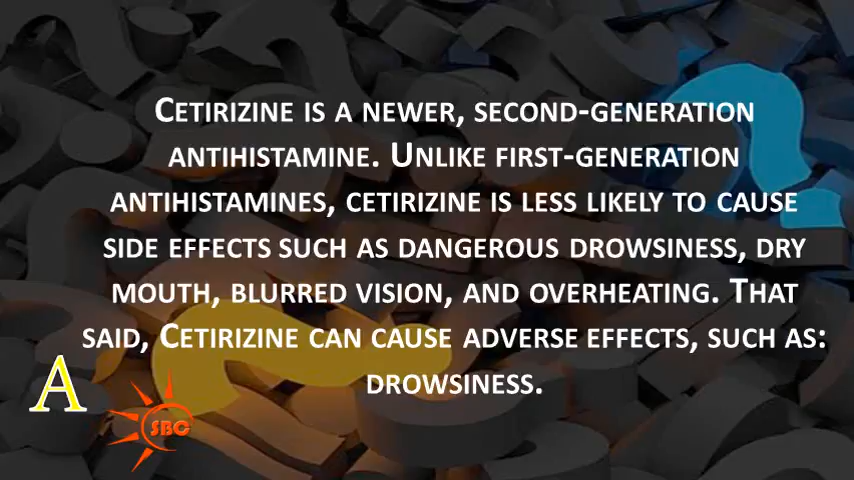 Cetirizine is a newer, second-generation
antihistamine. Unlike first-generation
antihistamines, cetirizine is less likely to cause
side effects such as dangerous drowsiness, dry
mouth, blurred vision, and overheating. That
said, Cetirizine can cause adverse effects, such as:
drowsiness.
A
SBC